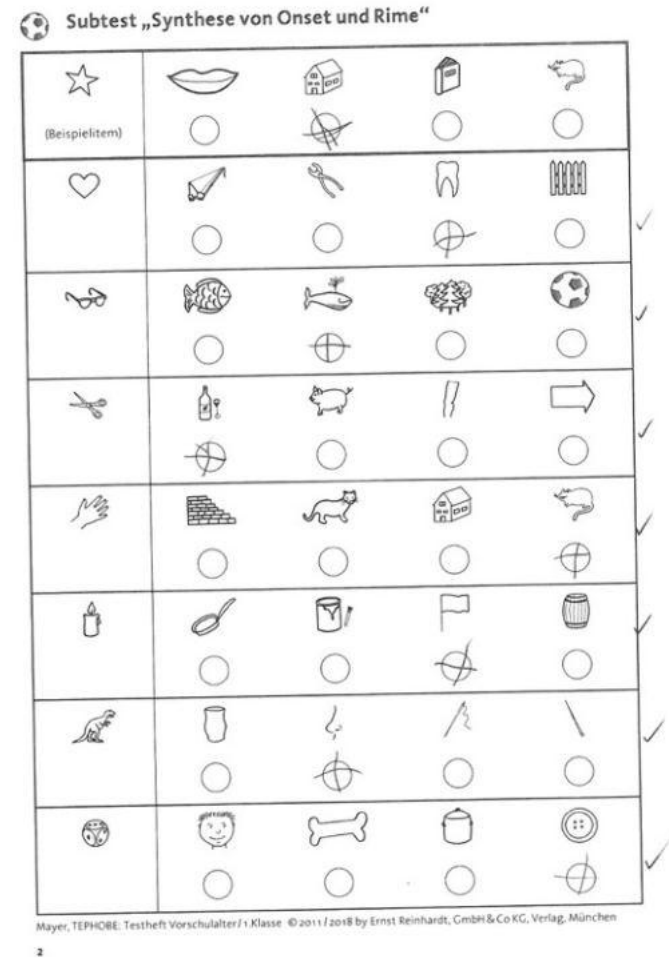 Subtest „Synthese von Onset und Rime“
(Beispielitem)
Mayer, TEPHOBE: Testheft Vorschulalter/1.Klasse © 2011/2018 by Ernst Reinhardt, GmbH & Co KG, Verlag, München
2